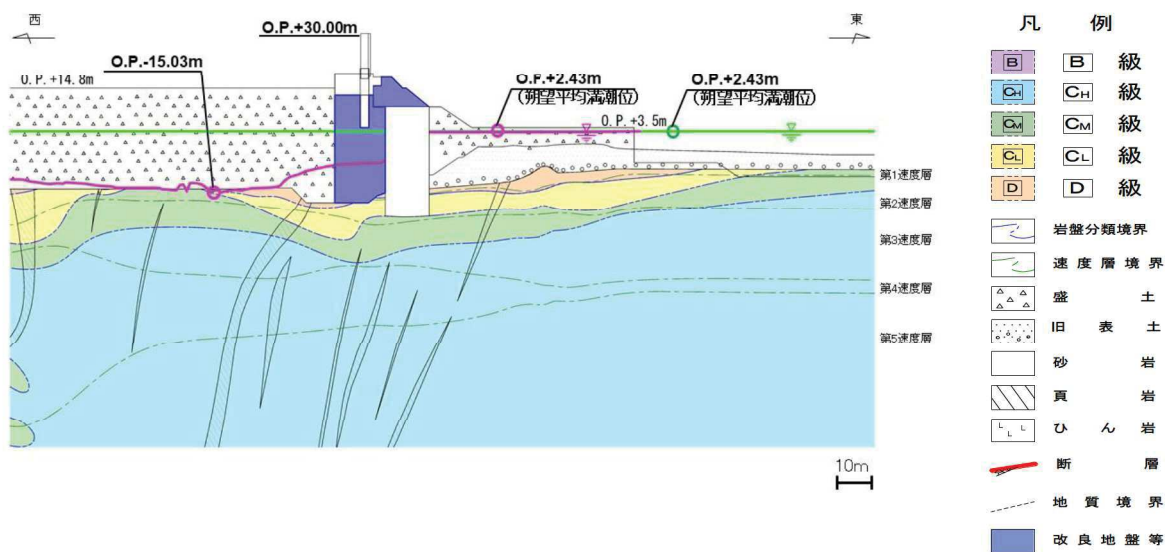 西
東
O.P.+30.00m
O.P.-15.03m
O.P. +14.8m
O.P.+2.43m
(朔望平均満潮位)
O.P.+2.43m
(朔望平均満潮位)
O.P. +3.5m
第1速度層
第2速度層
第3速度層
第4速度層
第5速度層
10m
凡 例
B B 級
CH CH 級
CM CM 級
CL CL 級
D D 級
岩盤分類境界
速度層境界
盛 土
旧 表 土
砂 岩
頁 岩
ひ ん 岩
断 層
地 質 境 界
改 良 地 盤 等